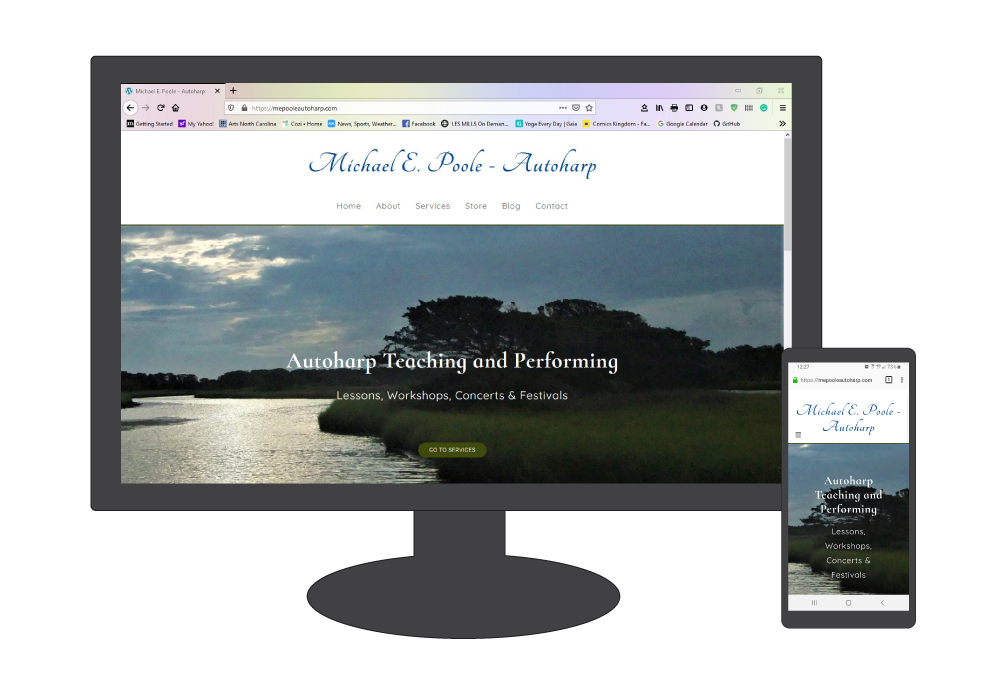 Michael E. Poole – Autoharp
https://mepooleautoharp.com
Getting Started My Yahoo! Arts North Carolina Cozi • Home News, Sports, Weather... Facebook LES MILLS On Deman... Yoga Every Day | Gaia Comics Kingdom - Fa... Google Calendar GitHub
Michael E. Poole - Autoharp
Home About Services Store Blog Contact
Autoharp Teaching and Performing
Lessons, Workshops, Concerts & Festivals
GO TO SERVICES
12:27 73%
https://mepooleautoharp.com
Michael E. Poole -
Autoharp
Autoharp
Teaching and
Performing
Lessons,
Workshops,
Concerts &
Festivals